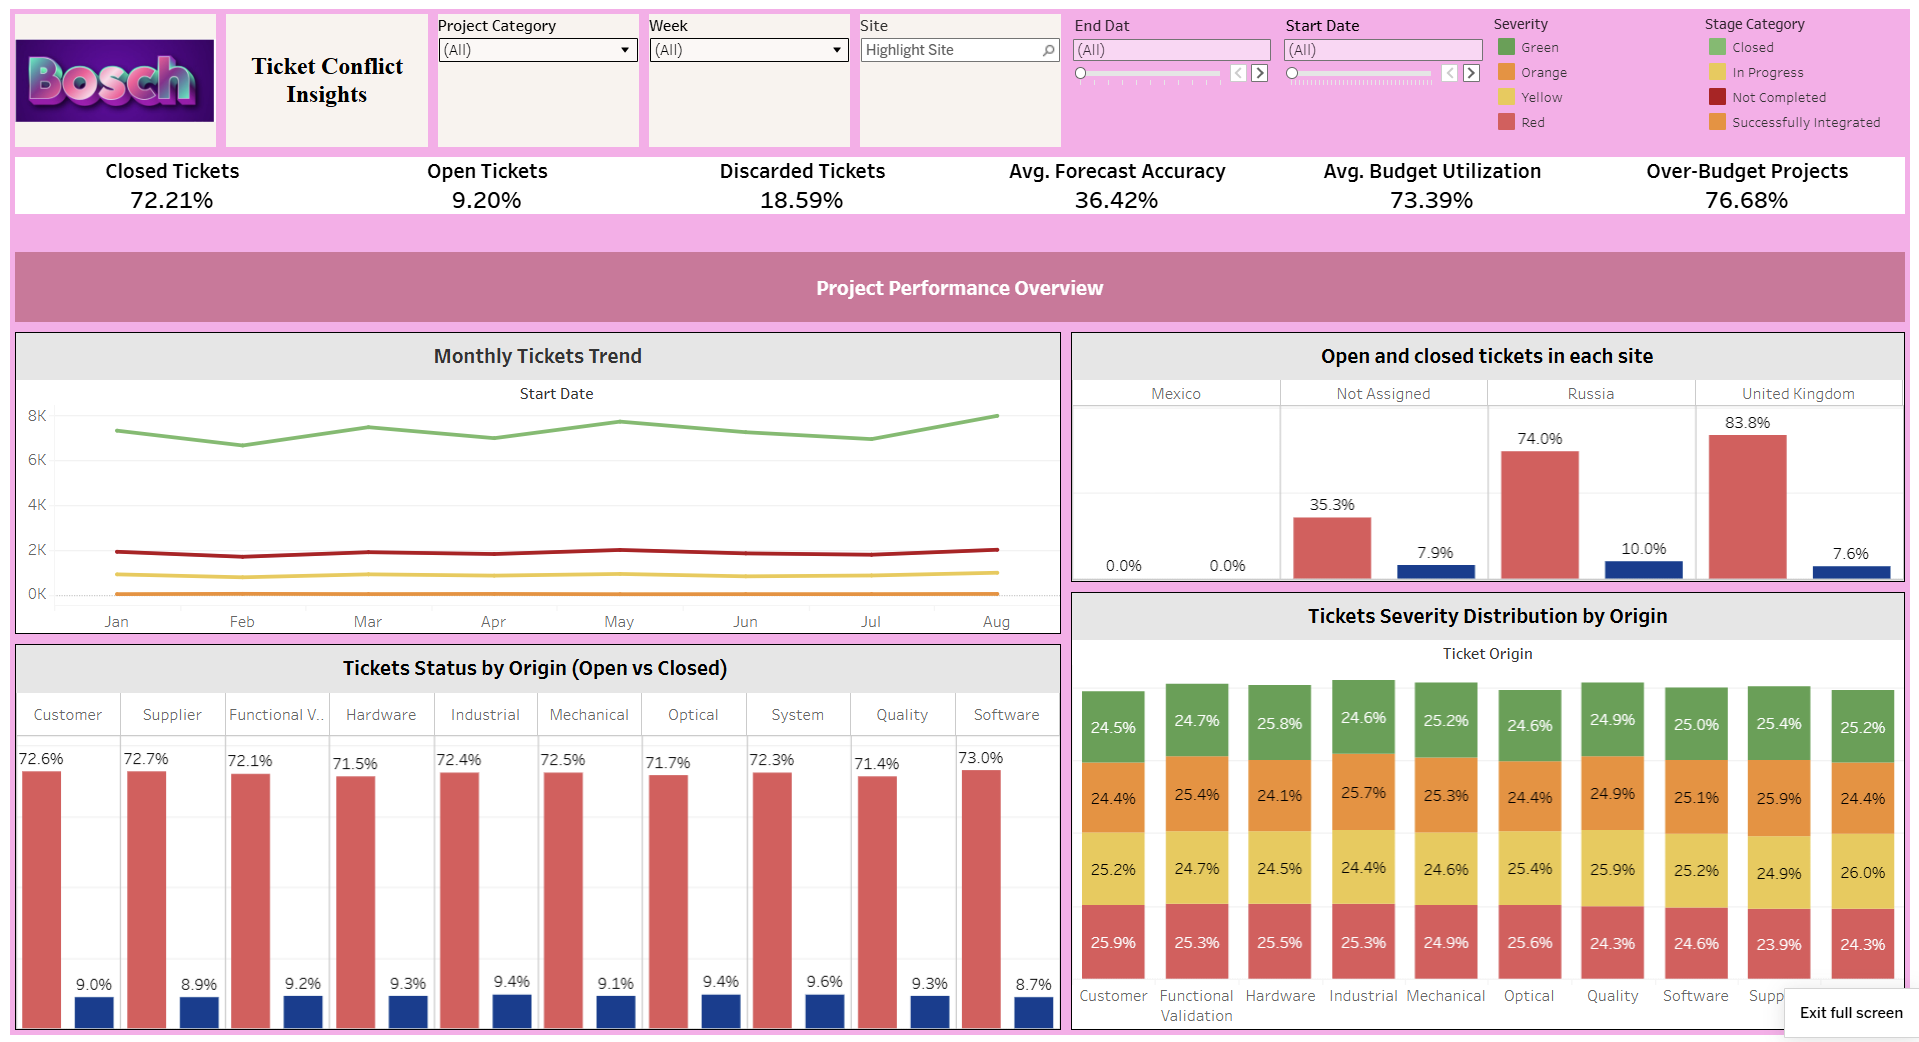 Bosch
Ticket Conflict
Insights
Project Category
(All)
Week
(All)
Site
Highlight Site
End Dat
(All)
Start Date
(All)
Severity
Green
Orange
Yellow
Red
Stage Category
Closed
In Progress
Not Completed
Successfully Integrated
Closed Tickets
72.21%
Open Tickets
9.20%
Discarded Tickets
18.59%
Avg. Forecast Accuracy
36.42%
Avg. Budget Utilization
73.39%
Over-Budget Projects
76.68%
Project Performance Overview
Monthly Tickets Trend
Start Date
8K
6K
4K
2K
0K
Jan Feb Mar Apr May Jun Jul Aug
Open and closed tickets in each site
Mexico Not Assigned Russia United Kingdom
0.0% 0.0% 35.3% 7.9% 74.0% 10.0% 83.8% 7.6%
Tickets Status by Origin (Open vs Closed)
Customer Supplier Functional V.. Hardware Industrial Mechanical Optical System Quality Software
72.6% 72.7% 72.1% 71.5% 72.4% 72.5% 71.7% 72.3% 71.4% 73.0%
9.0% 8.9% 9.2% 9.3% 9.4% 9.1% 9.4% 9.6% 9.3% 8.7%
Tickets Severity Distribution by Origin
Ticket Origin
24.5% 24.7% 25.8% 24.6% 25.2% 24.6% 24.9% 25.0% 25.4% 25.2%
24.4% 25.4% 24.1% 25.7% 25.3% 24.4% 24.9% 25.1% 25.9% 24.4%
25.2% 24.7% 24.5% 24.4% 24.6% 25.4% 25.9% 25.2% 24.9% 26.0%
25.9% 25.3% 25.5% 25.3% 24.9% 25.6% 24.3% 24.6% 23.9% 24.3%
Customer Functional Hardware Industrial Mechanical Optical Quality Software Supp
Validation
Exit full screen